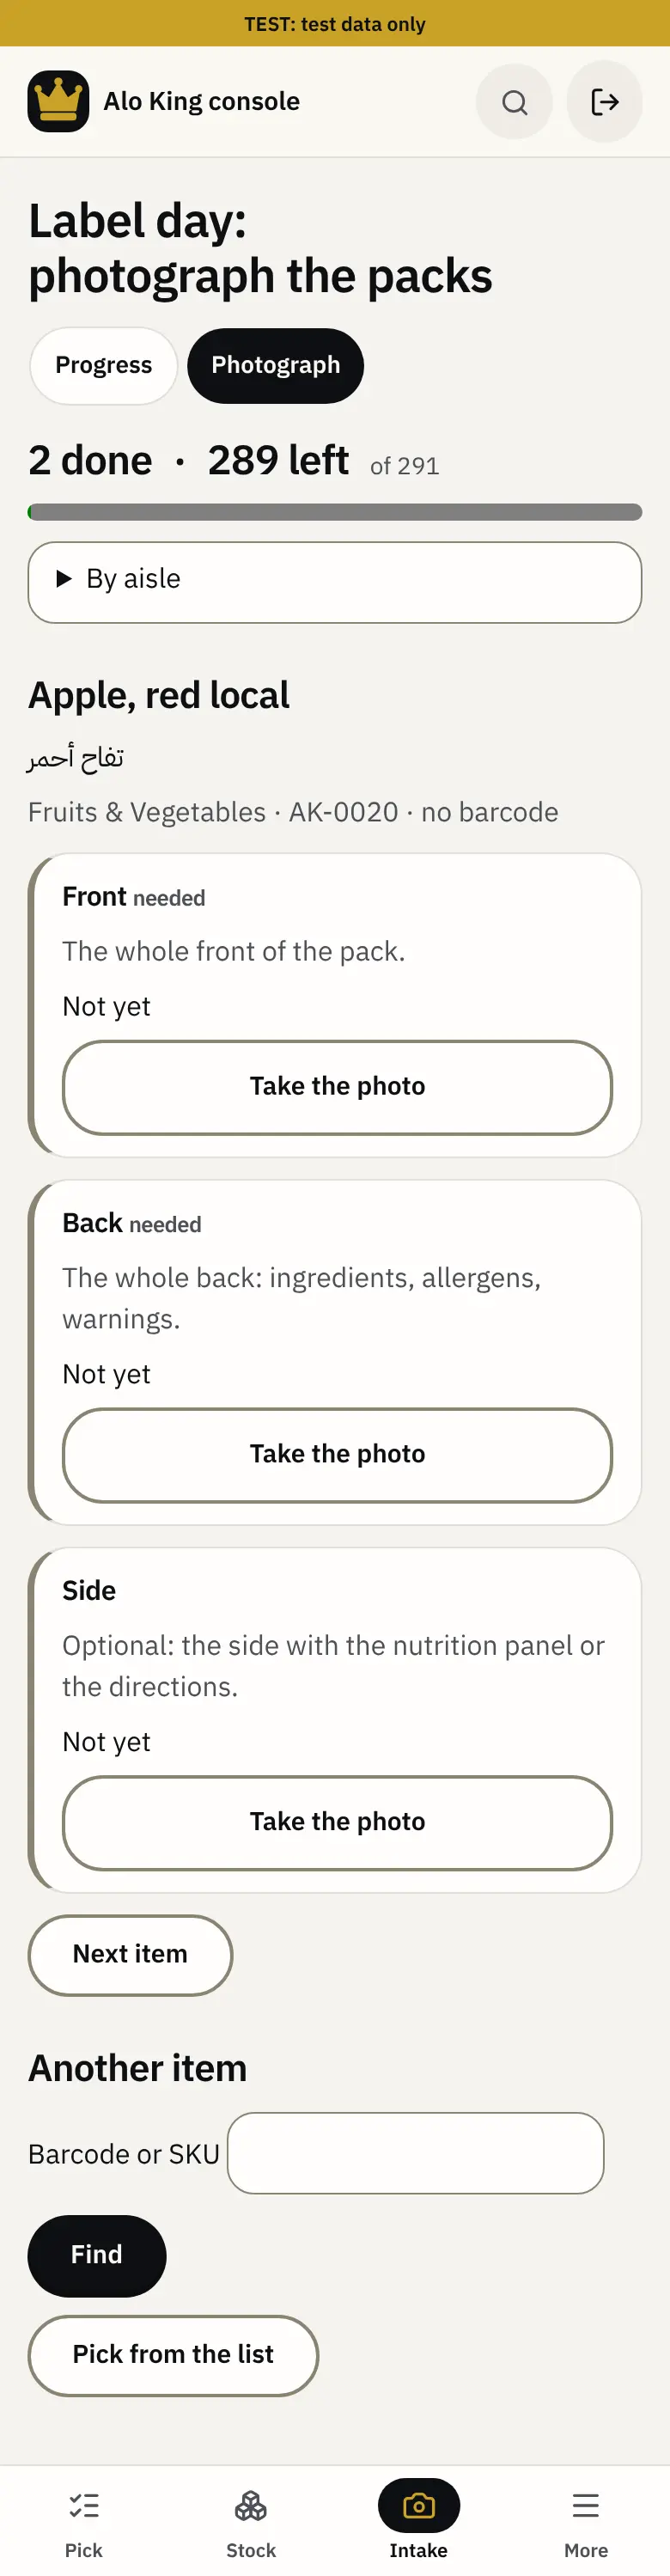 TEST: test data only
Alo King console
Label day:
photograph the packs
Progress
Photograph
2 done · 289 left of 291
By aisle
Apple, red local
تفاح أحمر
Fruits & Vegetables · AK-0020 · no barcode
Front needed
The whole front of the pack.
Not yet
Take the photo
Back needed
The whole back: ingredients, allergens,
warnings.
Not yet
Take the photo
Side
Optional: the side with the nutrition panel or
the directions.
Not yet
Take the photo
Next item
Another item
Barcode or SKU
Find
Pick from the list
Pick
Stock
Intake
More